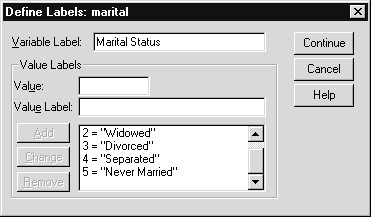 Define Labels: marital
Variable Label: Marital Status
Continue
Value Labels
Value:
Cancel
Value Label:
Help
Add
Change
Remove
2 = "Widowed"
3 = "Divorced"
4 = "Separated"
5 = "Never Married"